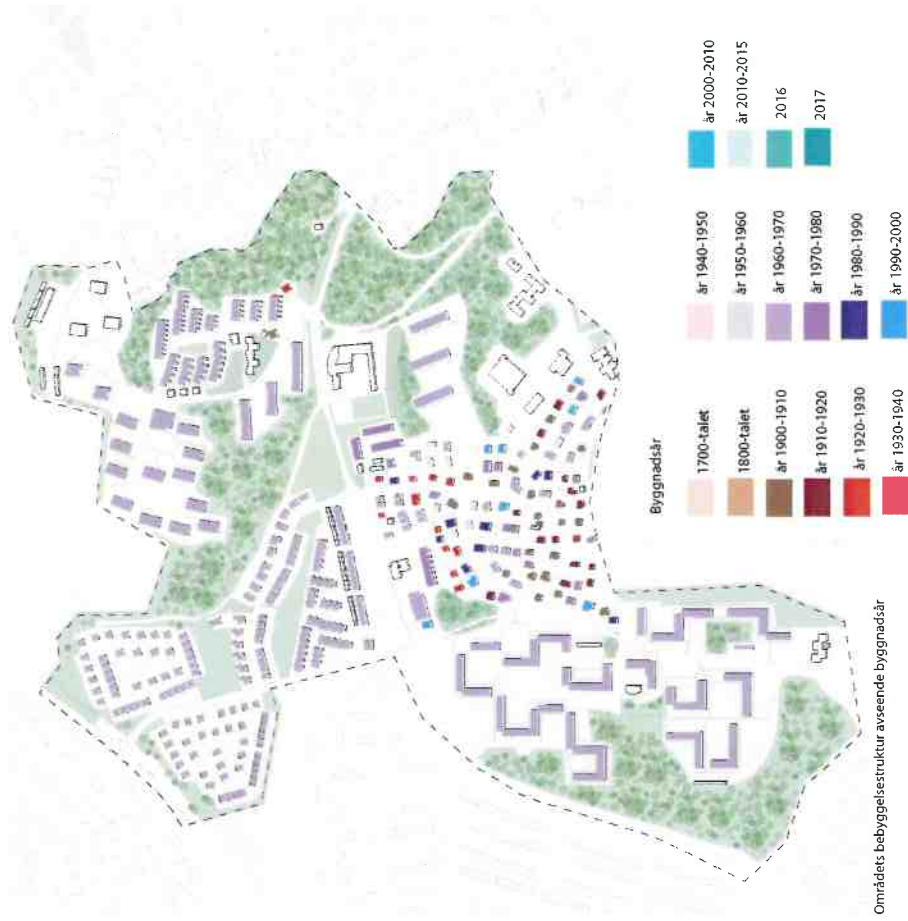 Byggnadsår
1700-talet
1800-talet
år 1900-1910
år 1910-1920
år 1920-1930
år 1930-1940
år 1940-1950
år 1950-1960
år 1960-1970
år 1970-1980
år 1980-1990
år 1990-2000
år 2000-2010
år 2010-2015
2016
2017
Områdets bebyggelsestruktur avseende byggnadsår